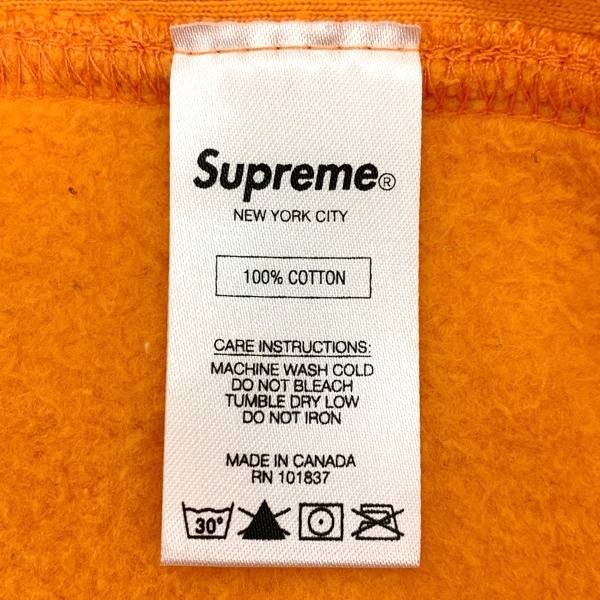 Supreme®
NEW YORK CITY
100% COTTON
CARE INSTRUCTIONS:
MACHINE WASH COLD
DO NOT BLEACH
TUMBLE DRY LOW
DO NOT IRON
MADE IN CANADA
RN 101837
30°